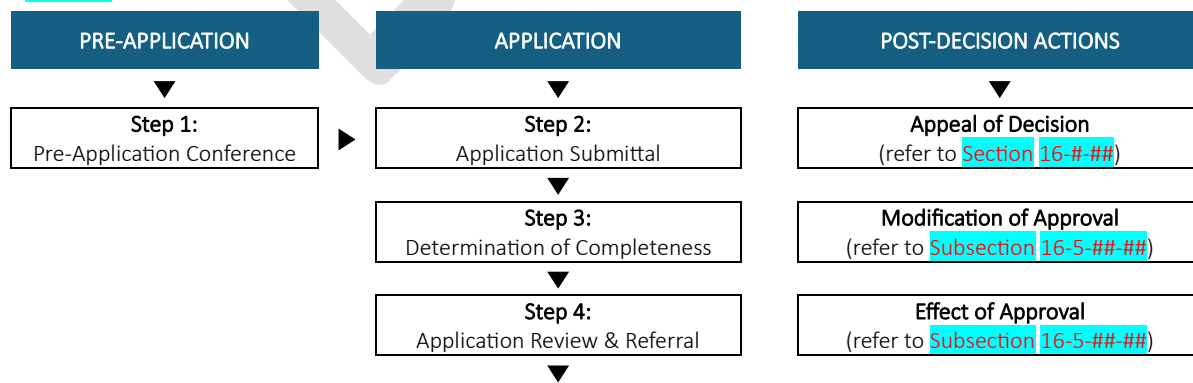 PRE-APPLICATION
Step 1:
Pre-Application Conference
APPLICATION
Step 2:
Application Submittal
Step 3:
Determination of Completeness
Step 4:
Application Review & Referral
POST-DECISION ACTIONS
Appeal of Decision
(refer to Section 16-#-##)
Modification of Approval
(refer to Subsection 16-5-##-##)
Effect of Approval
(refer to Subsection 16-5-##-##)